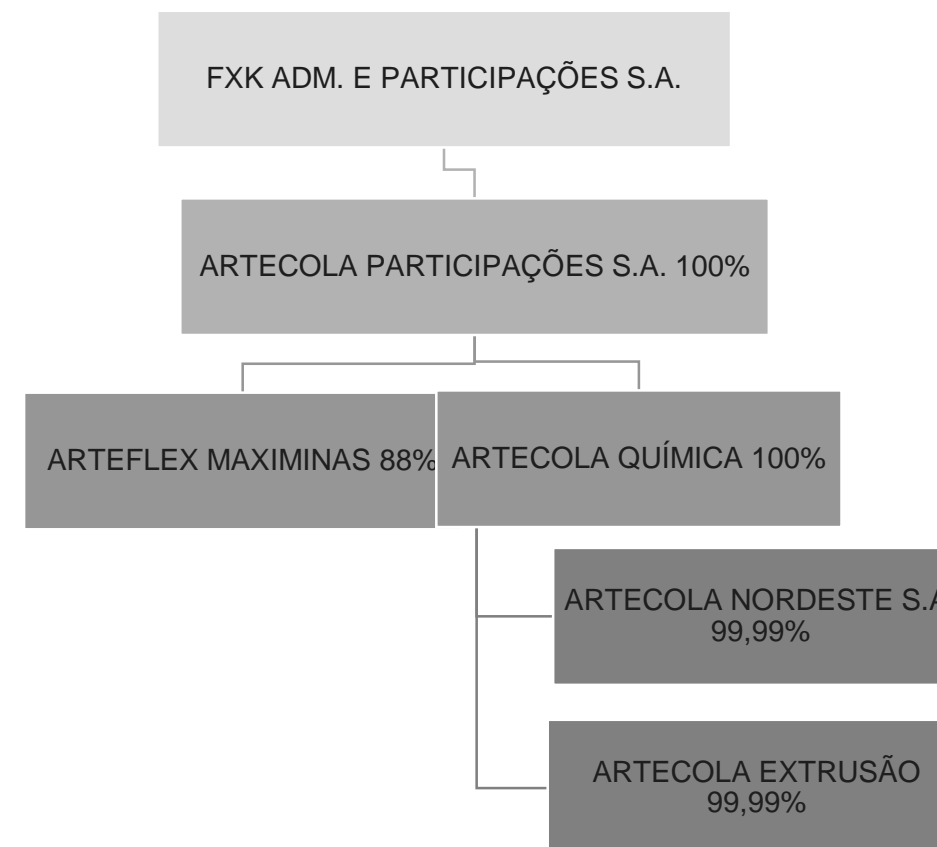 FXK ADM. E PARTICIPAÇÕES S.A.
ARTECOLA PARTICIPAÇÕES S.A. 100%
ARTEFLEX MAXIMINAS 88%
ARTECOLA QUÍMICA 100%
ARTECOLA NORDESTE S.A
99,99%
ARTECOLA EXTRUSÃO
99,99%